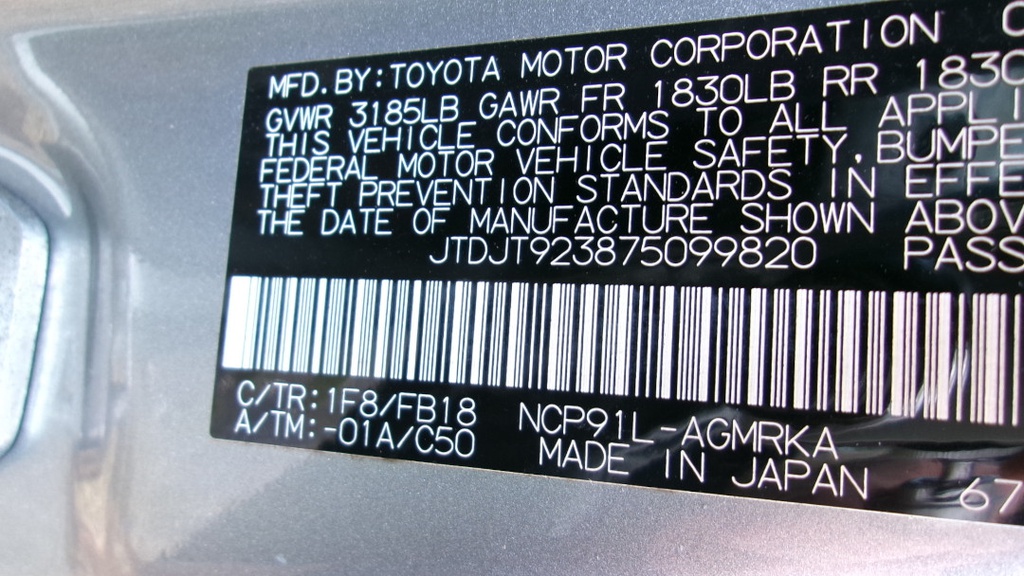 MFD.BY:TOYOTA MOTOR CORPORATION
GVWR 3185LB GAWR FR 1830LB RR 1830
THIS VEHICLE CONFORMS TO ALL APPLI
FEDERAL MOTOR VEHICLE SAFETY,BUMPE
THEFT PREVENTION STANDARDS IN EFFE
THE DATE OF MANUFACTURE SHOWN ABOV
JTDJT923875099820 PASS
C/TR:1F8/FB18 NCP91L-AGMRKA
A/TM:-01A/C50 MADE IN JAPAN 67